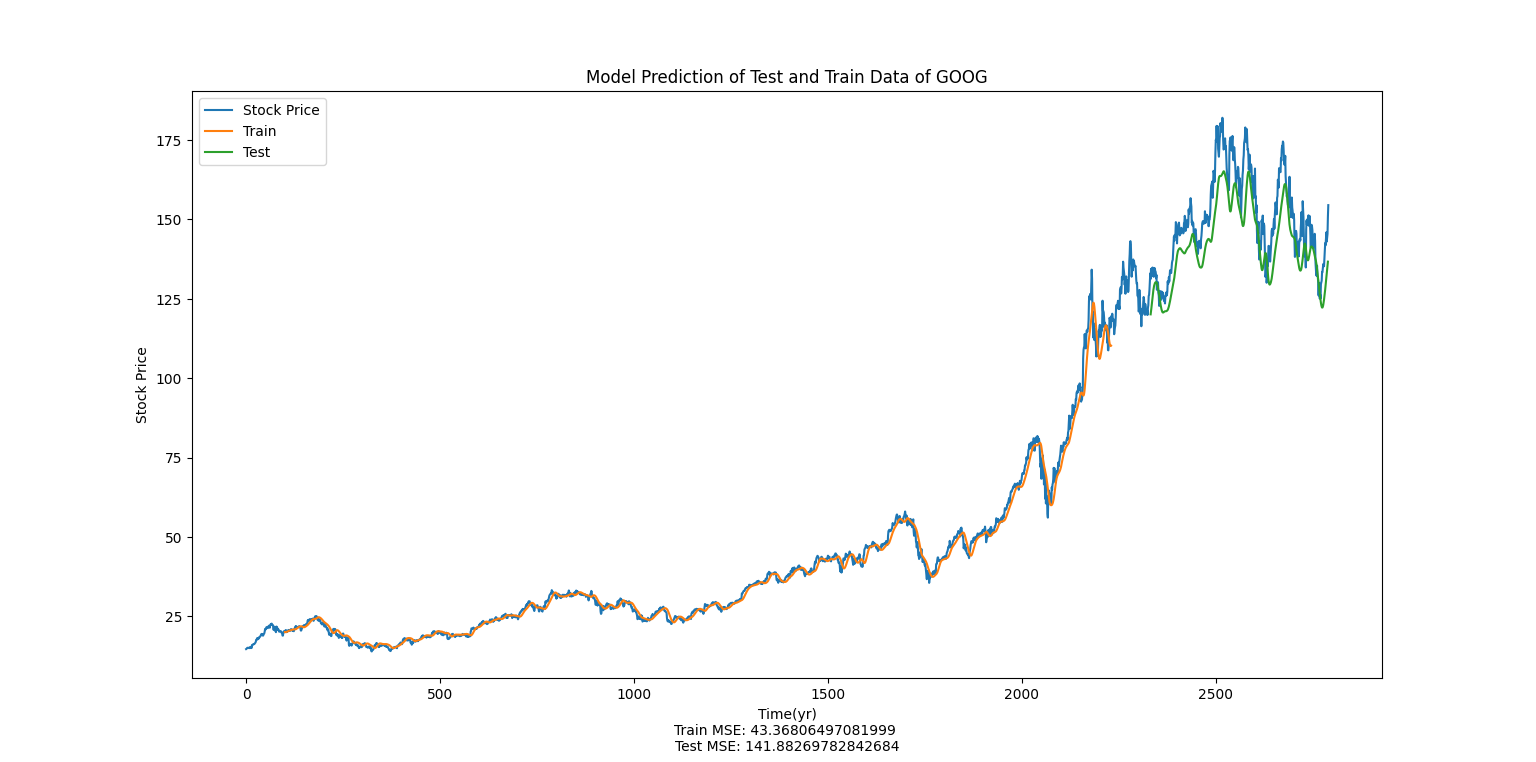 Model Prediction of Test and Train Data of GOOG
Stock Price
Train
Test
175
150
125
100
75
50
25
Stock Price
0
500
1000
1500
2000
2500
Time(yr)
Train MSE: 43.36806497081999
Test MSE: 141.88269782842684